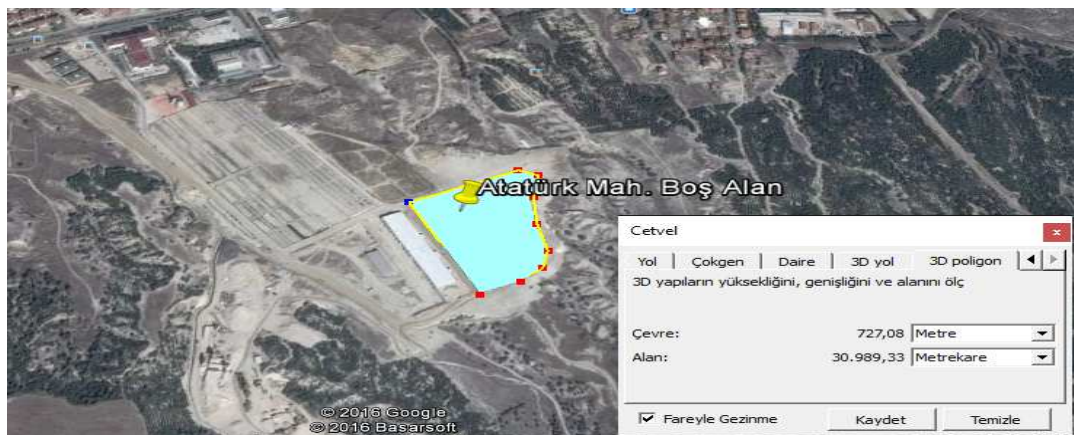 Atatürk Mah. Boş Alan
Cetvel
Yol | Çokgen | Daire | 3D yol | 3D poligon
3D yapıların yüksekliğini, genişliğini ve alanını ölç
Çevre: 727,08 Metre
Alan: 30.989,33 Metrekare
Fareyle Gezinme Kaydet Temizle
© 2016 Google
© 2016 Basarsoft